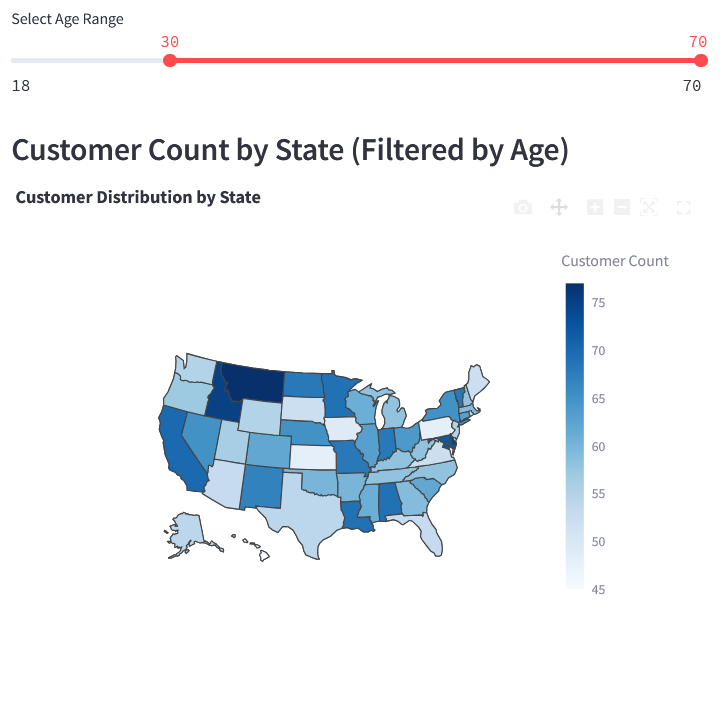 Select Age Range
30 70
18 70
Customer Count by State (Filtered by Age)
Customer Distribution by State
Customer Count
75
70
65
60
55
50
45